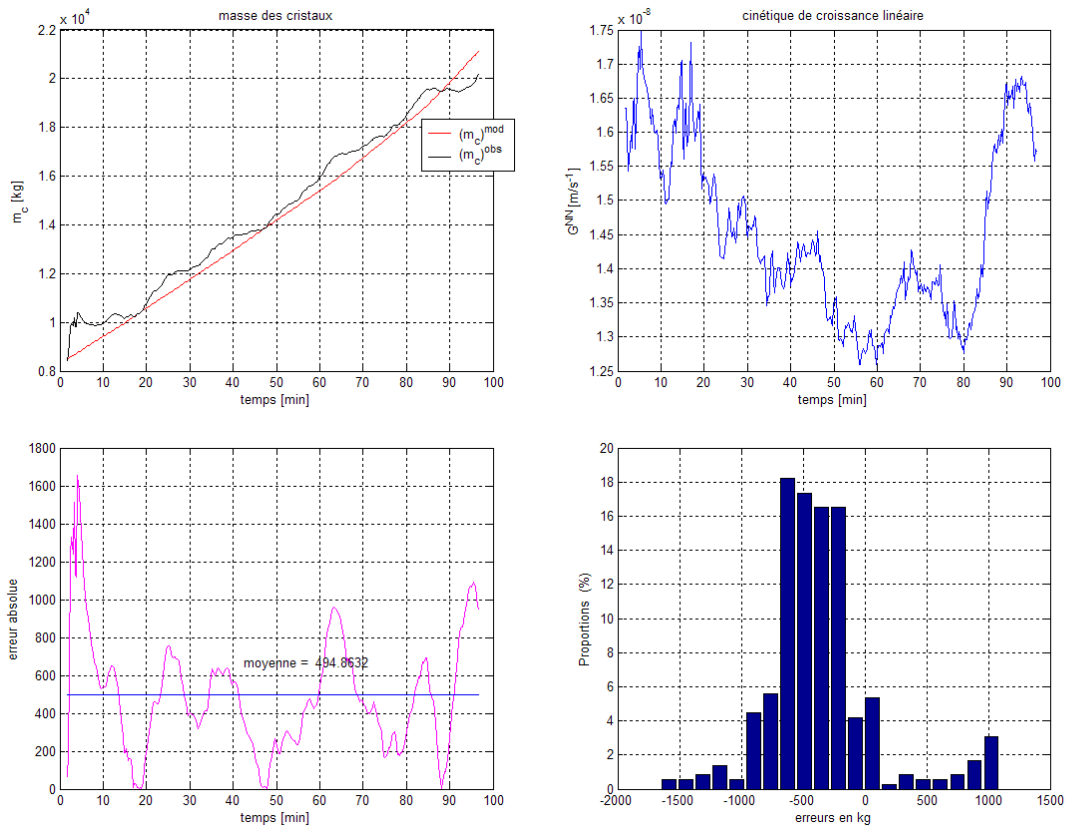 masse des cristaux
x 10⁴
2.2
2
1.8
1.6
1.4
1.2
1
0.8
m_c [kg]
0 10 20 30 40 50 60 70 80 90 100
temps [min]
(m_c)^mod
(m_c)^obs
cinétique de croissance linéaire
x 10⁻⁸
1.75
1.7
1.65
1.6
1.55
1.5
1.45
1.4
1.35
1.3
1.25
G^NN [m/s⁻¹]
0 10 20 30 40 50 60 70 80 90 100
temps [min]
1800
1600
1400
1200
1000
800
600
400
200
0
erreur absolue
moyenne = 494.8632
0 10 20 30 40 50 60 70 80 90 100
temps [min]
20
18
16
14
12
10
8
6
4
2
0
Proportions (%)
-2000 -1500 -1000 -500 0 500 1000 1500
erreurs en kg